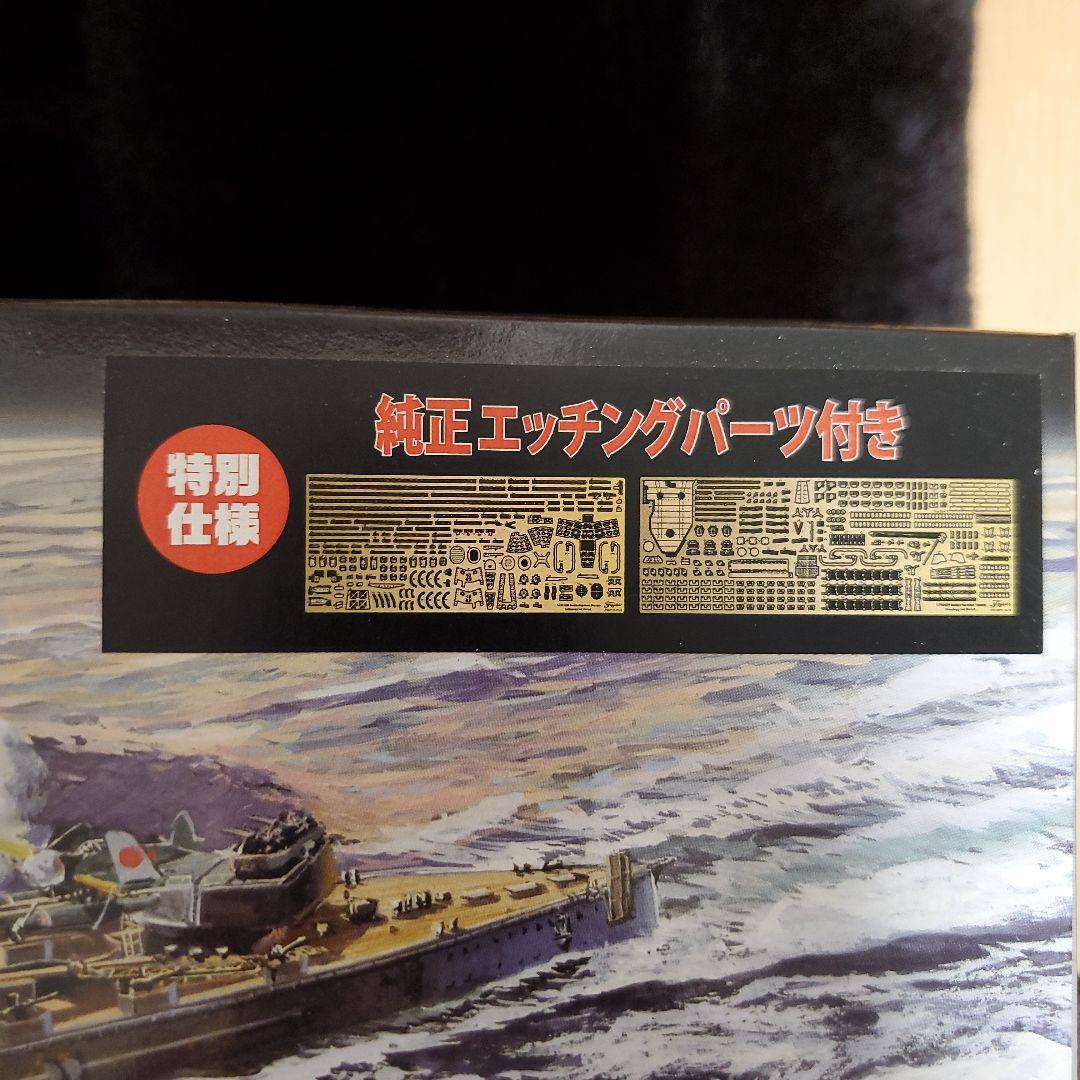 純正エッチングパーツ付き
特別
仕様